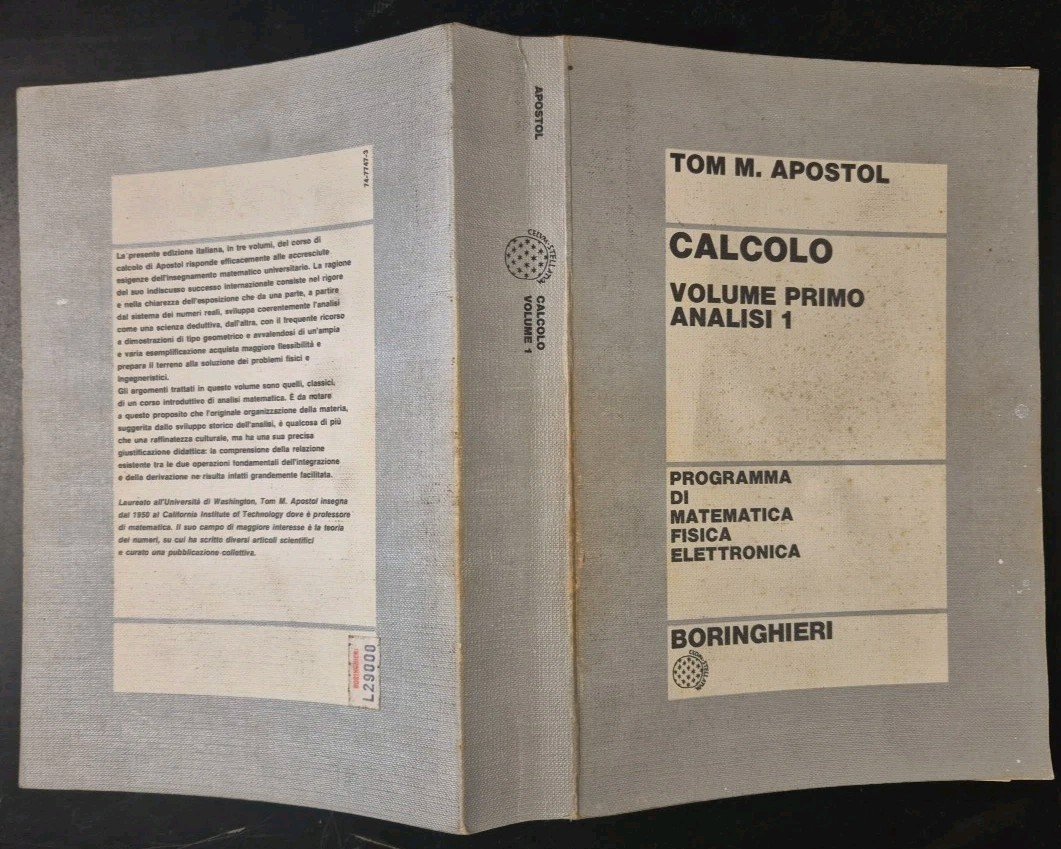 74-7747-3
La presente edizione italiana, in tre volumi, del corso di
calcolo di Apostol risponde efficacemente alle accresciute
esigenze dell'insegnamento matematico universitario. La ragione
del suo indiscusso successo internazionale consiste nel rigore
e nella chiarezza dell'esposizione che da una parte, a partire
dal sistema dei numeri reali, sviluppa coerentemente l'analisi
come una scienza deduttiva, dall'altra, con il frequente ricorso
a dimostrazioni di tipo geometrico e avvalendosi di un'ampia
e varia esemplificazione acquista maggiore flessibilità e
prepara il terreno alla soluzione dei problemi fisici e
ingegneristici.
Gli argomenti trattati in questo volume sono quelli, classici,
di un corso introduttivo di analisi matematica. È da notare
a questo proposito che l'originale organizzazione della materia,
suggerita dallo sviluppo storico dell'analisi, è qualcosa di più
che una raffinatezza culturale, ma ha una sua precisa
giustificazione didattica: la comprensione della relazione
esistente tra le due operazioni fondamentali dell'integrazione
e della derivazione ne risulta infatti grandemente facilitata.
Laureato all'Università di Washington, Tom M. Apostol insegna
dal 1950 al California Institute of Technology dove è professore
di matematica. Il suo campo di maggiore interesse è la teoria
dei numeri, su cui ha scritto diversi articoli scientifici
e curato una pubblicazione collettiva.
BORINGHIERI
L29000
APOSTOL
CELVM·STELLATVM
CALCOLO
VOLUME 1
TOM M. APOSTOL
CALCOLO
VOLUME PRIMO
ANALISI 1
PROGRAMMA
DI
MATEMATICA
FISICA
ELETTRONICA
BORINGHIERI
CELVM·STELLATVM